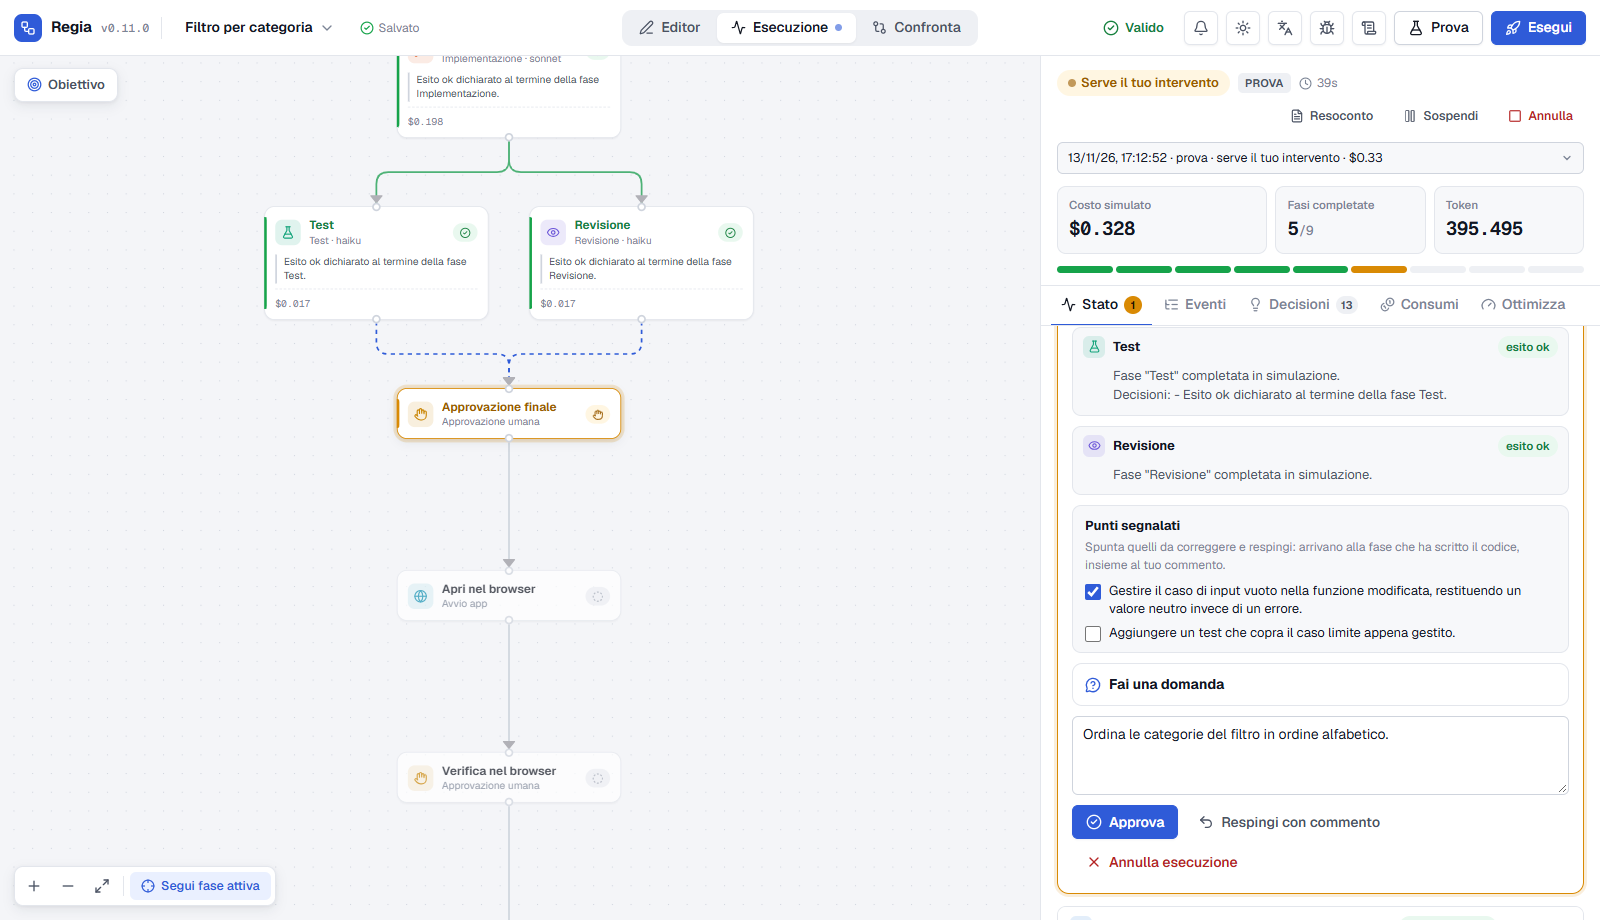 Regia v0.11.0
Filtro per categoria
Salvato
Editor
Esecuzione
Confronta
Valido
Prova
Esegui
Obiettivo
Implementazione · sonnet
Esito ok dichiarato al termine della fase
Implementazione.
$0.198
Test
Test · haiku
Esito ok dichiarato al termine della fase
Test.
$0.017
Revisione
Revisione · haiku
Esito ok dichiarato al termine della fase
Revisione.
$0.017
Approvazione finale
Approvazione umana
Apri nel browser
Avvio app
Verifica nel browser
Approvazione umana
Segui fase attiva
Serve il tuo intervento
PROVA
39s
Resoconto
Sospendi
Annulla
13/11/26, 17:12:52 · prova · serve il tuo intervento · $0.33
Costo simulato
$0.328
Fasi completate
5/9
Token
395.495
Stato 1
Eventi
Decisioni 13
Consumi
Ottimizza
Test
esito ok
Fase "Test" completata in simulazione.
Decisioni: - Esito ok dichiarato al termine della fase Test.
Revisione
esito ok
Fase "Revisione" completata in simulazione.
Punti segnalati
Spunta quelli da correggere e respingi: arrivano alla fase che ha scritto il codice,
insieme al tuo commento.
Gestire il caso di input vuoto nella funzione modificata, restituendo un
valore neutro invece di un errore.
Aggiungere un test che copra il caso limite appena gestito.
Fai una domanda
Ordina le categorie del filtro in ordine alfabetico.
Approva
Respingi con commento
Annulla esecuzione